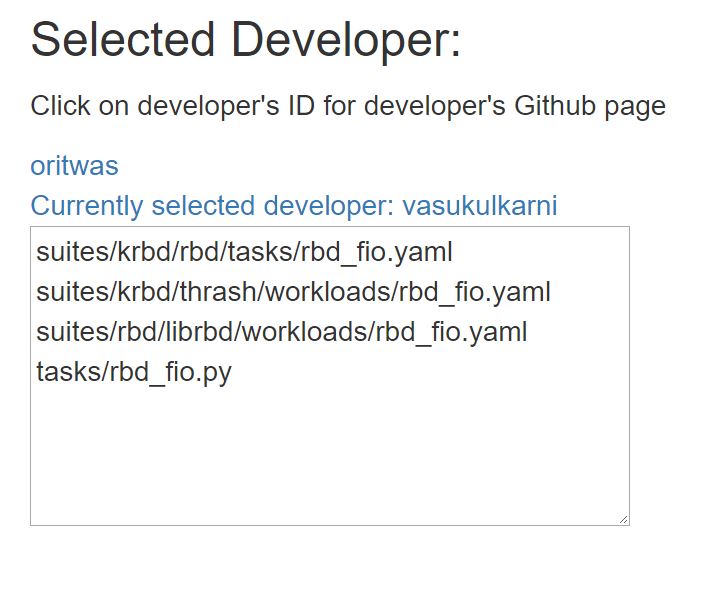 Selected Developer:
Click on developer's ID for developer's Github page
oritwas
Currently selected developer: vasukulkarni
suites/krbd/rbd/tasks/rbd_fio.yaml
suites/krbd/thrash/workloads/rbd_fio.yaml
suites/rbd/librbd/workloads/rbd_fio.yaml
tasks/rbd_fio.py